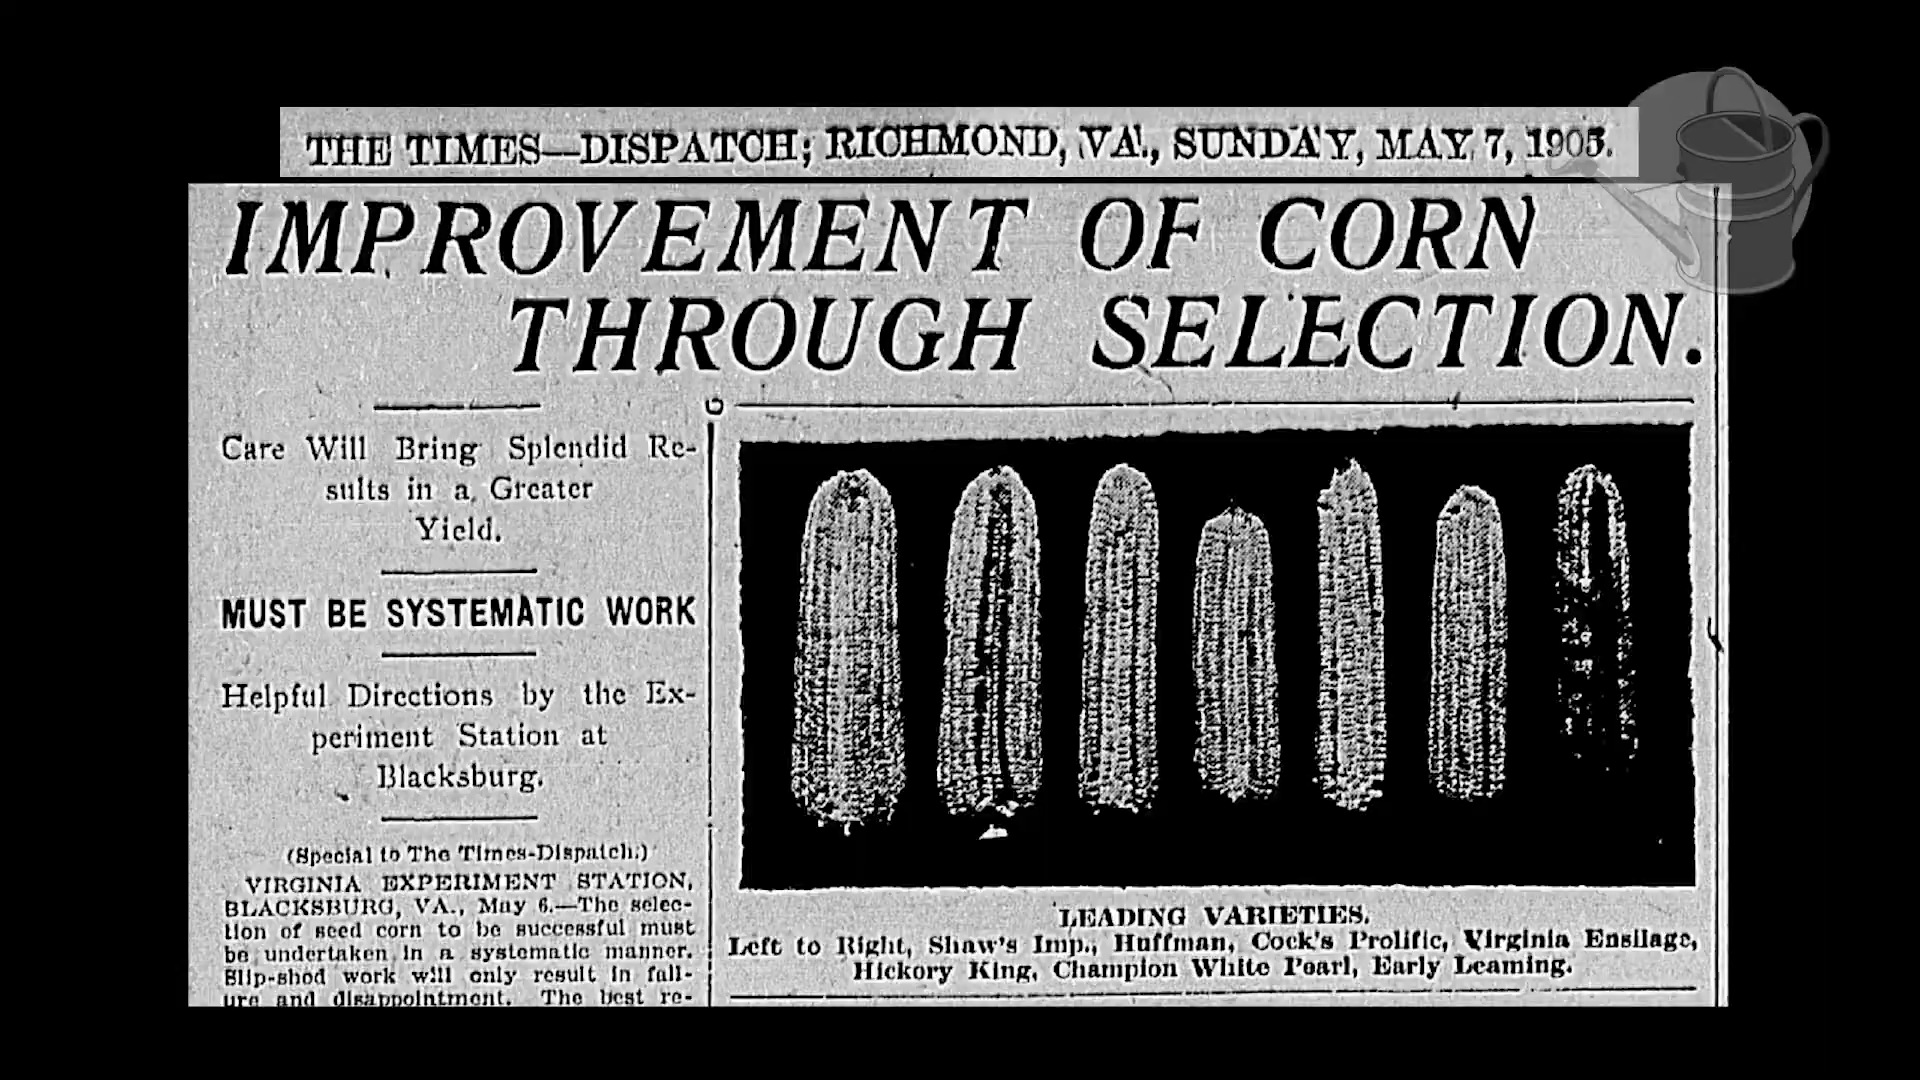 THE TIMES—DISPATCH; RICHMOND, VA., SUNDAY, MAY 7, 1905.
IMPROVEMENT OF CORN
THROUGH SELECTION.
Care Will Bring Splendid Re-
sults in a Greater
Yield.
MUST BE SYSTEMATIC WORK
Helpful Directions by the Ex-
periment Station at
Blacksburg.
(Special to The Times-Dispatch.)
VIRGINIA EXPERIMENT STATION,
BLACKSBURG, VA., May 6.—The selec-
tion of seed corn to be successful must
be undertaken in a systematic manner.
Slip-shod work will only result in fail-
ure and disappointment. The best re-
LEADING VARIETIES.
Left to Right, Shaw's Imp., Huffman, Cock's Prolific, Virginia Ensilage,
Hickory King, Champion White Pearl, Early Leaming.